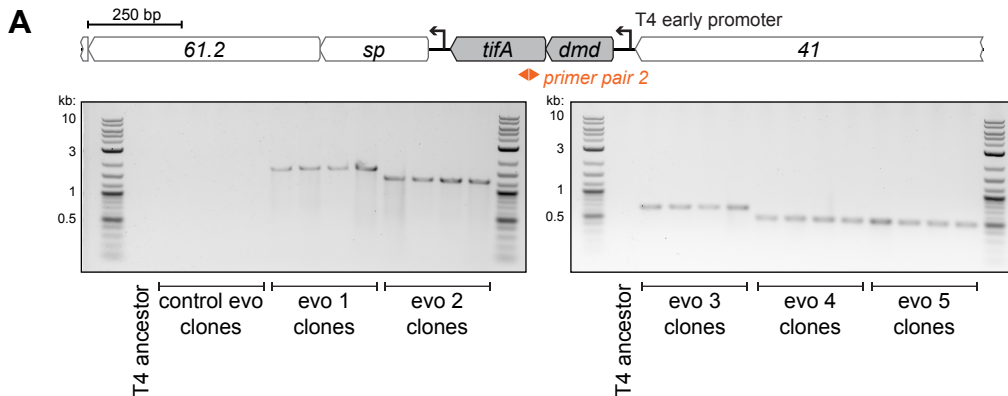 A
250 bp
T4 early promoter
61.2
sp
tifA
dmd
41
primer pair 2
kb:
10
3
1
0.5
kb:
10
3
1
0.5
T4 ancestor
control evo
clones
evo 1
clones
evo 2
clones
T4 ancestor
evo 3
clones
evo 4
clones
evo 5
clones